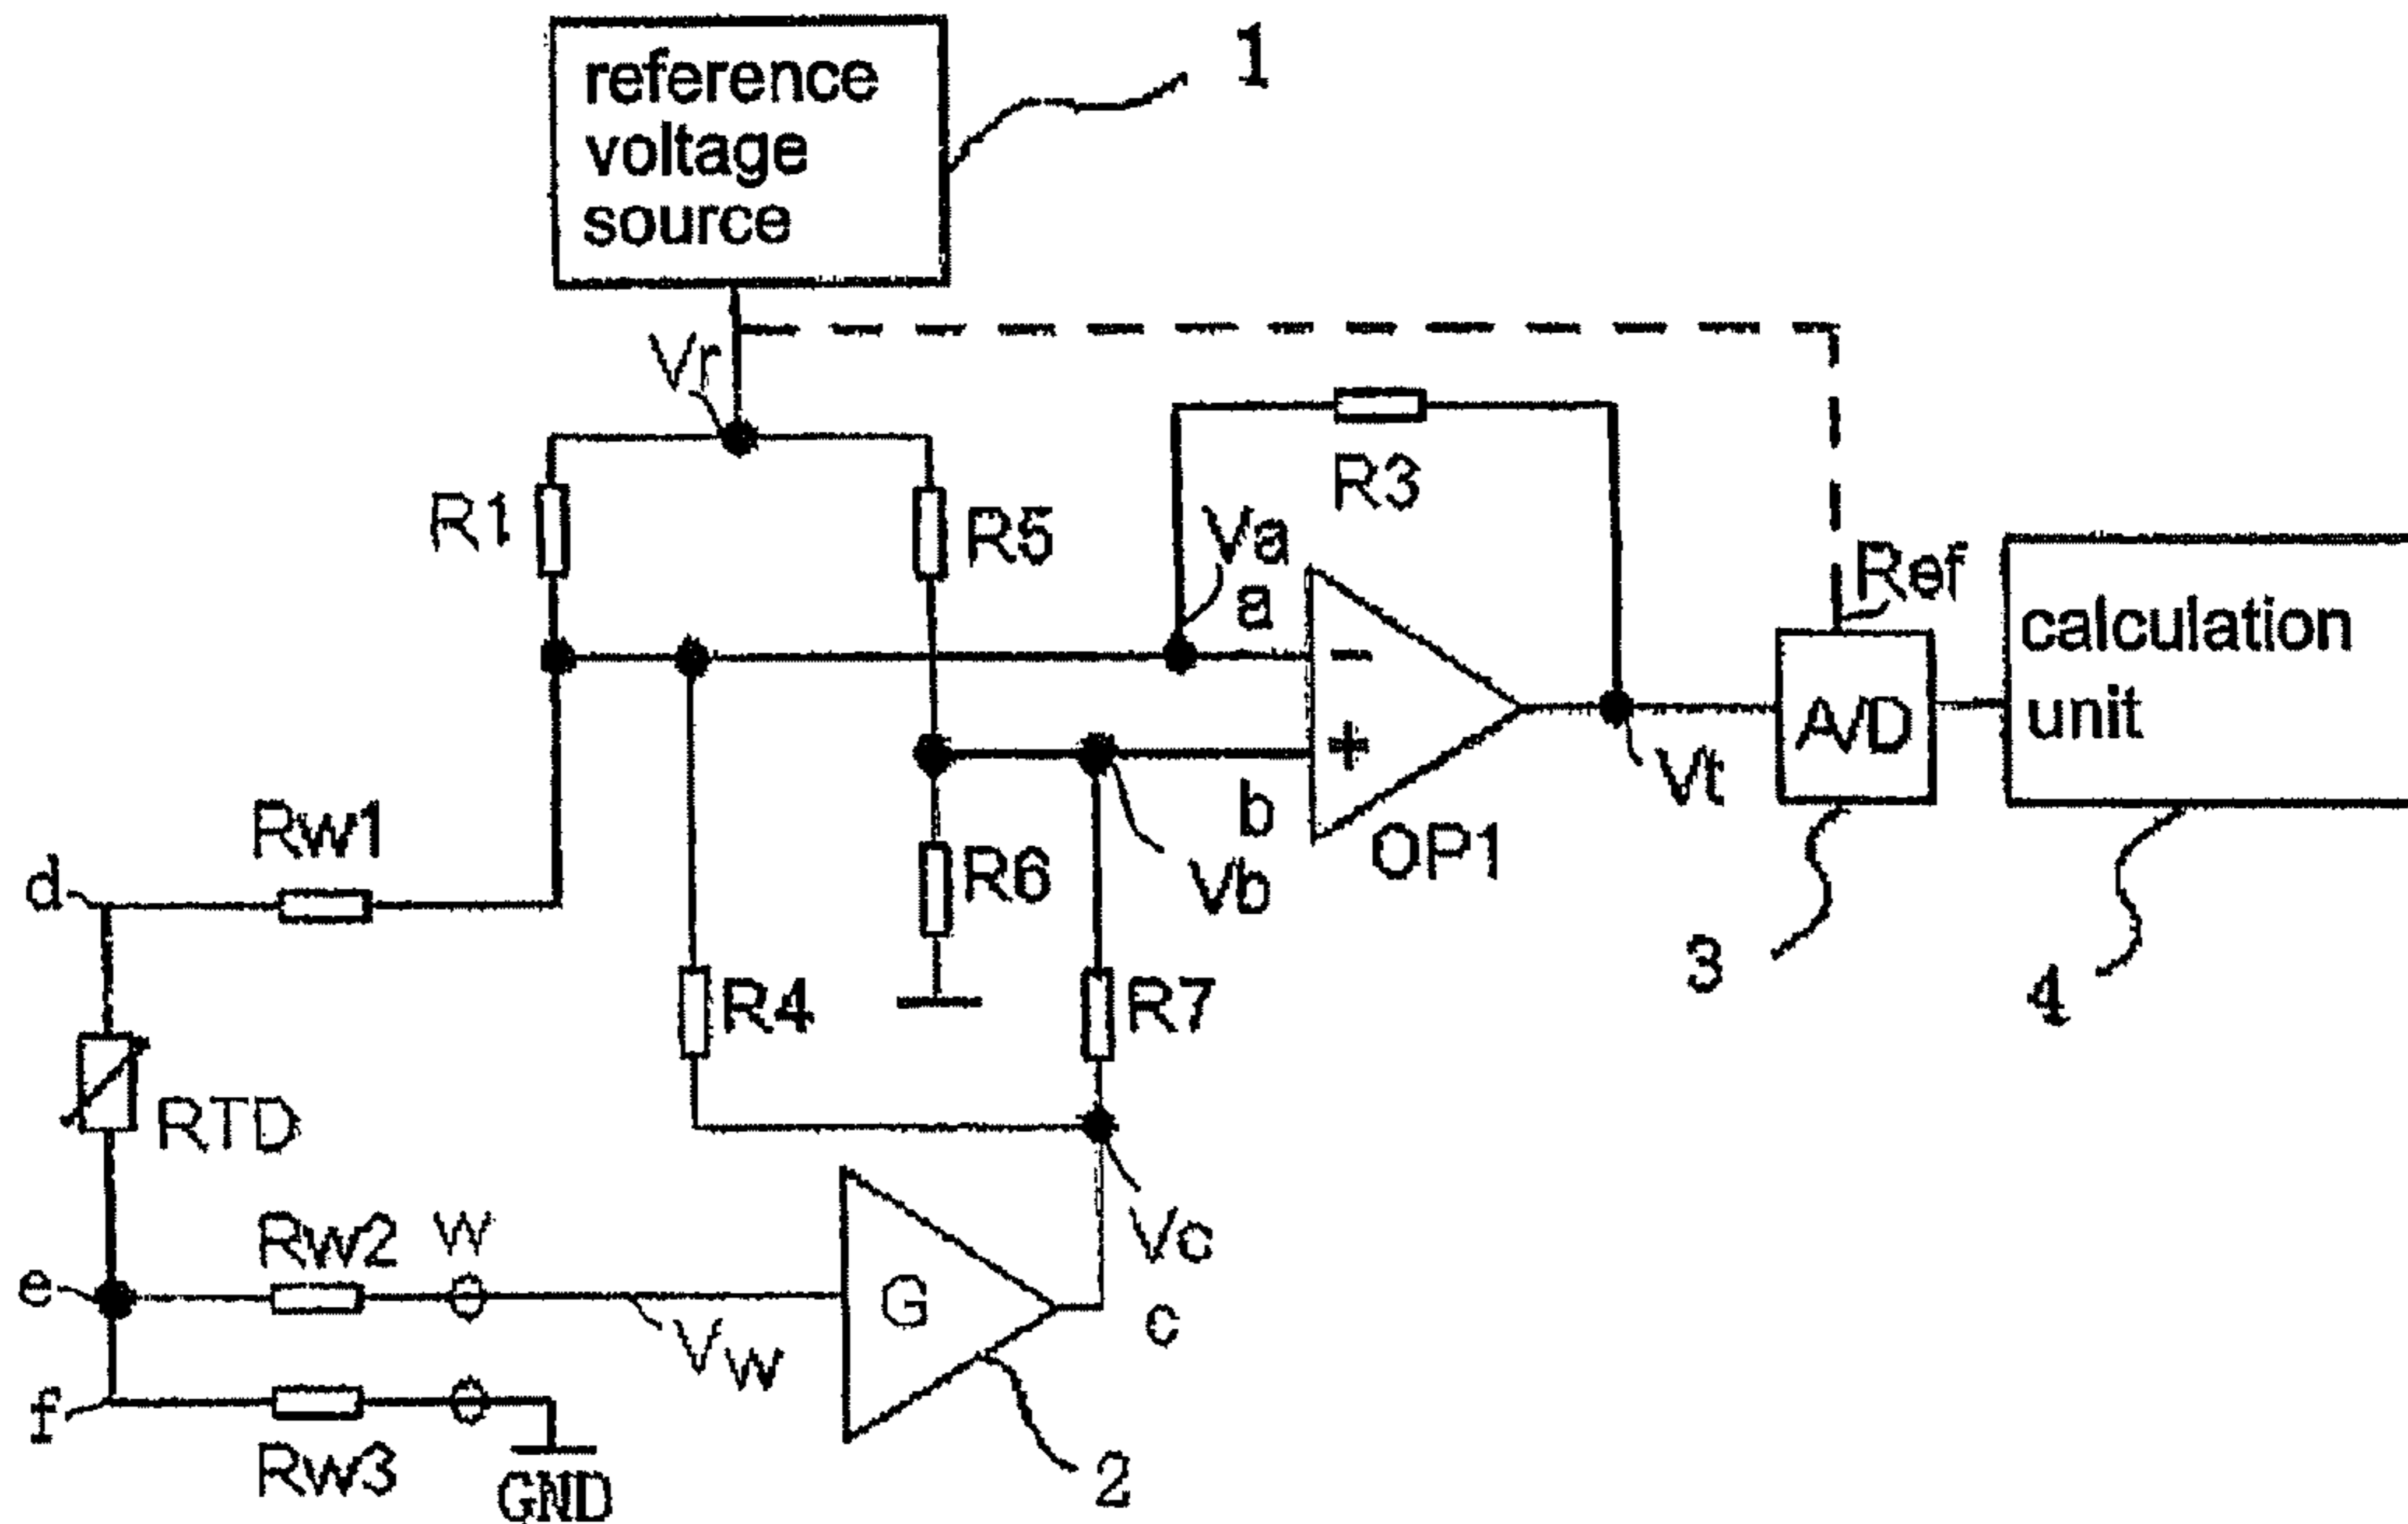 reference
voltage
source
1
Vr
R1
R5
R3
Va
a
Ref
calculation
unit
A/D
Vt
b
Vb
OP1
Rw1
d
R6
R4
R7
3
4
RTD
Rw2
w
Vc
e
G
c
Vw
f
Rw3
GND
2